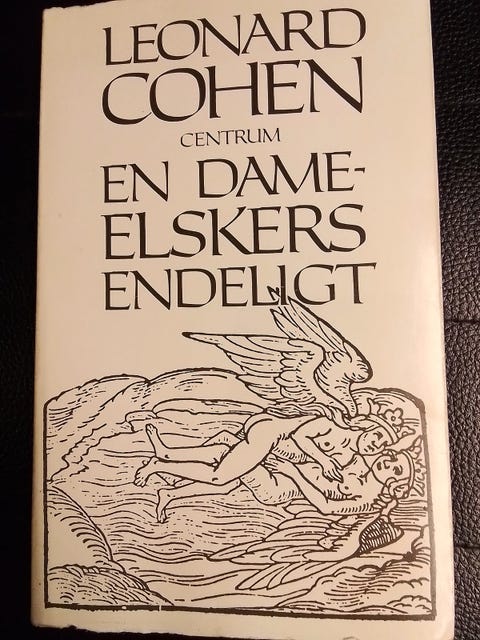 LEONARD
COHEN
CENTRUM
EN DAME-
ELSKERS
ENDELIGT